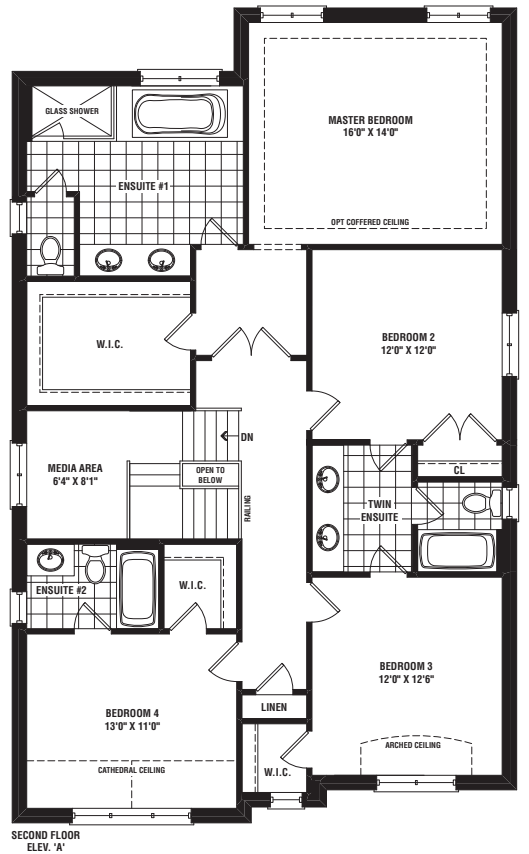 GLASS SHOWER
MASTER BEDROOM
16'0" X 14'0"
ENSUITE #1
OPT COFFERED CEILING
W.I.C.
BEDROOM 2
12'0" X 12'0"
DN
MEDIA AREA
6'4" X 8'1"
OPEN TO
BELOW
RAILING
CL
TWIN
ENSUITE
ENSUITE #2
W.I.C.
BEDROOM 3
12'0" X 12'6"
LINEN
BEDROOM 4
13'0" X 11'0"
ARCHED CEILING
CATHEDRAL CEILING
W.I.C.
SECOND FLOOR
ELEV. 'A'